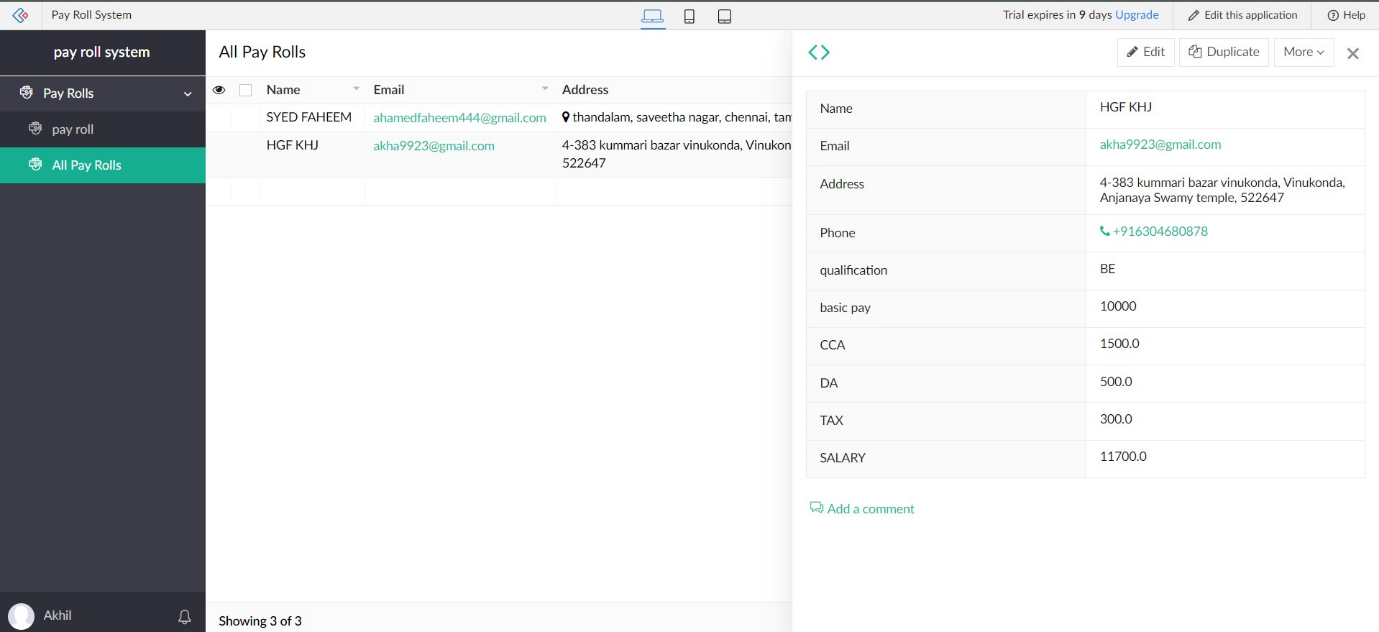 Pay Roll System
Trial expires in 9 days Upgrade
Edit this application
Help
pay roll system
Pay Rolls
pay roll
All Pay Rolls
Akhil
All Pay Rolls
Name Email Address
SYED FAHEEM ahamedfaheem444@gmail.com thandalam, saveetha nagar, chennai, tam
HGF KHJ akha9923@gmail.com 4-383 kummari bazar vinukonda, Vinukon
522647
Showing 3 of 3
Edit Duplicate More
Name HGF KHJ
Email akha9923@gmail.com
Address 4-383 kummari bazar vinukonda, Vinukonda,
Anjanaya Swamy temple, 522647
Phone +916304680878
qualification BE
basic pay 10000
CCA 1500.0
DA 500.0
TAX 300.0
SALARY 11700.0
Add a comment